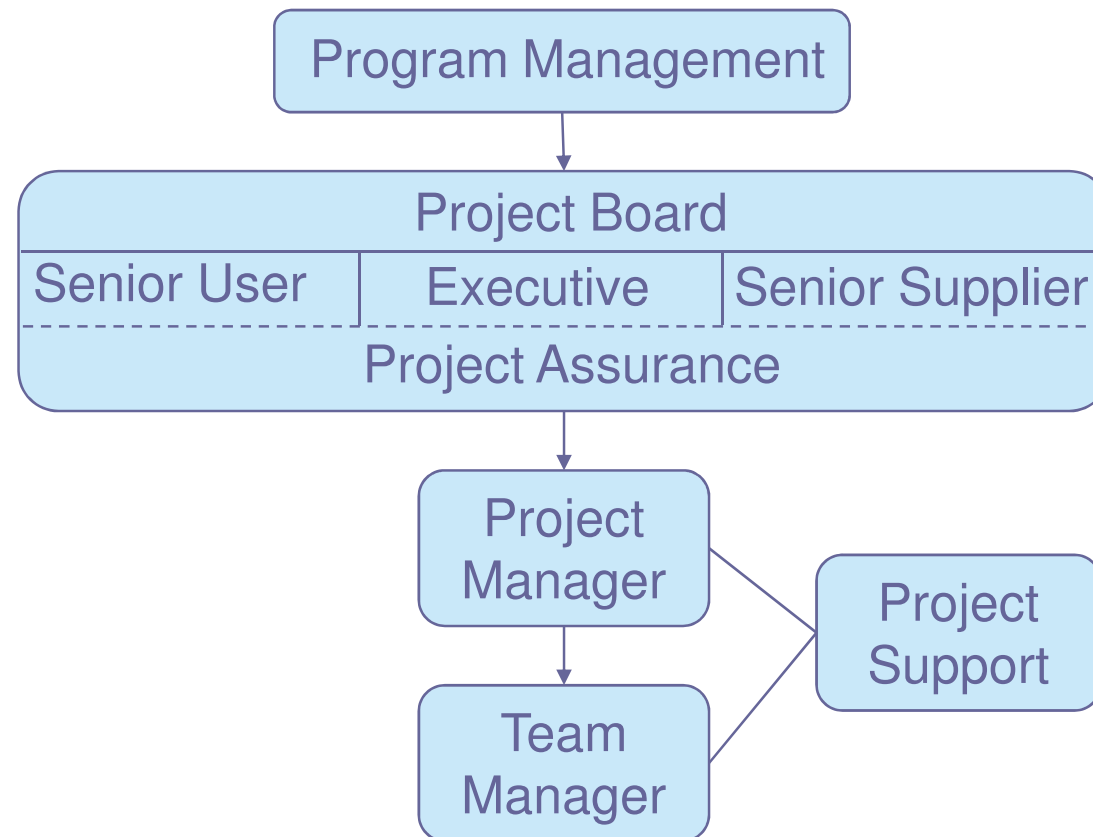 Program Management
Project Board
Senior User
Executive
Senior Supplier
Project Assurance
Project
Manager
Project
Support
Team
Manager